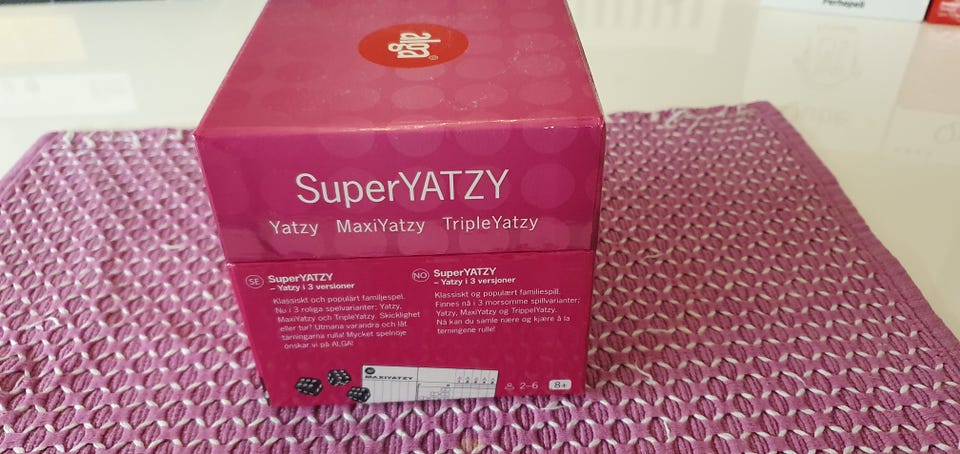 Perhepeli
alga®
SuperYATZY
Yatzy MaxiYatzy TripleYatzy
SE SuperYATZY
– Yatzy i 3 versioner
Klassiskt och populärt familjespel.
Nu i 3 roliga spelvarianter; Yatzy,
MaxiYatzy och TripleYatzy. Skicklighet
eller tur? Utmana varandra och låt
tärningarna rulla! Mycket spelnöje
önskar vi på ALGA!
NO SuperYATZY
– Yatzy i 3 versjoner
Klassiskt og populært familiespill.
Finnes nå i 3 morsomme spillvarianter;
Yatzy, MaxiYatzy og TrippelYatzy.
Nå kan du samle nære og kjære å la
terningene rulle!
MAXIYATZY
2–6 8+